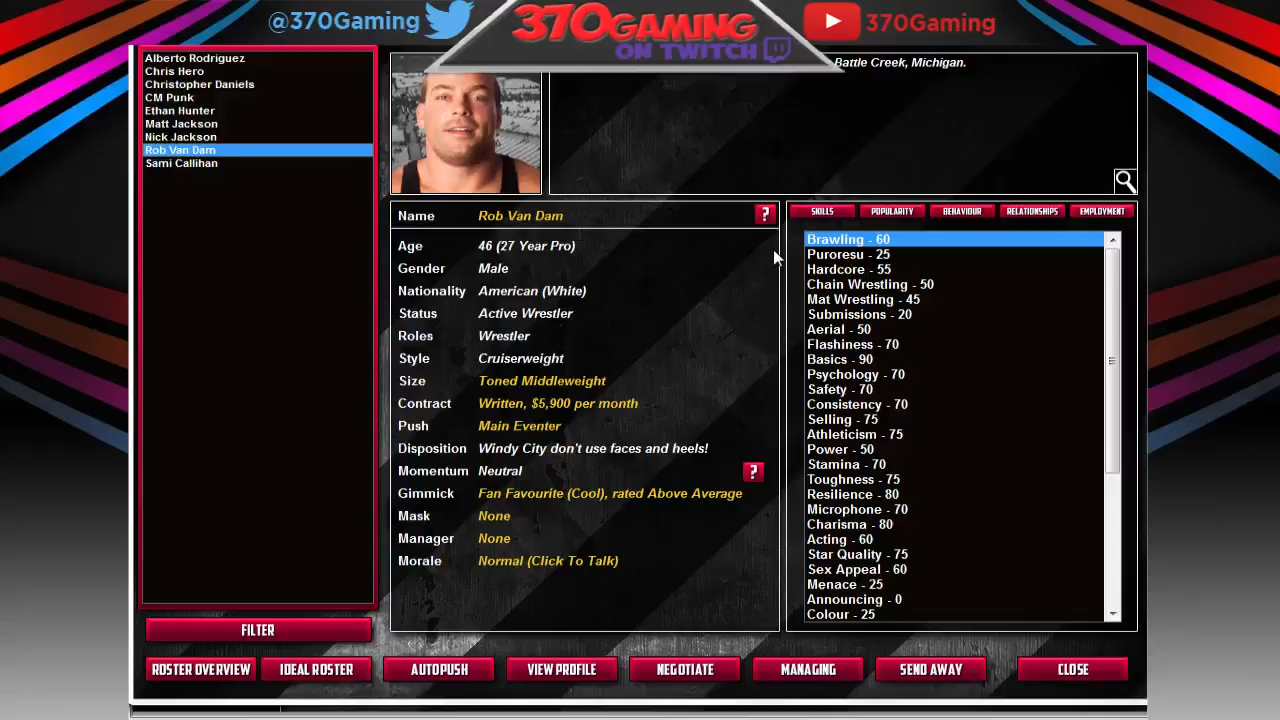 @370Gaming
370GAMING
ON TWITCH
370GAMING
Alberto Rodriguez
Chris Hero
Christopher Daniels
CM Punk
Ethan Hunter
Matt Jackson
Nick Jackson
Rob Van Dam
Sami Callihan
FILTER
Battle Creek, Michigan.
Name Rob Van Dam ?
Age 46 (27 Year Pro)
Gender Male
Nationality American (White)
Status Active Wrestler
Roles Wrestler
Style Cruiserweight
Size Toned Middleweight
Contract Written, $5,900 per month
Push Main Eventer
Disposition Windy City don't use faces and heels!
Momentum Neutral ?
Gimmick Fan Favourite (Cool), rated Above Average
Mask None
Manager None
Morale Normal (Click To Talk)
SKILLS POPULARITY BEHAVIOUR RELATIONSHIPS EMPLOYMENT
Brawling - 60
Puroresu - 25
Hardcore - 55
Chain Wrestling - 50
Mat Wrestling - 45
Submissions - 20
Aerial - 50
Flashiness - 70
Basics - 90
Psychology - 70
Safety - 70
Consistency - 70
Selling - 75
Athleticism - 75
Power - 50
Stamina - 70
Toughness - 75
Resilience - 80
Microphone - 70
Charisma - 80
Acting - 60
Star Quality - 75
Sex Appeal - 60
Menace - 25
Announcing - 0
Colour - 25
ROSTER OVERVIEW IDEAL ROSTER AUTOPUSH VIEW PROFILE NEGOTIATE MANAGING SEND AWAY CLOSE